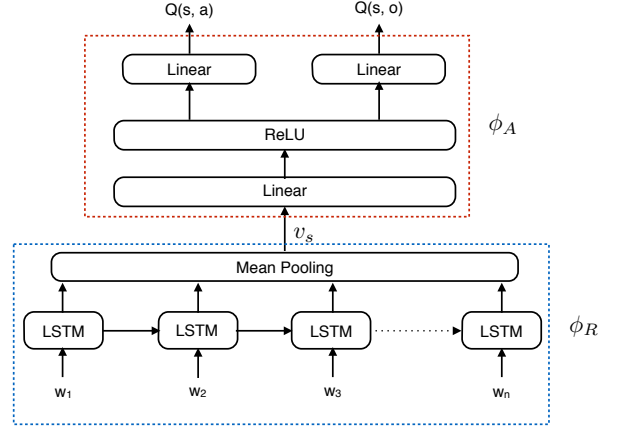 Q(s, a) Q(s, o)
Linear Linear
ReLU
ϕ_A
Linear
v_s
Mean Pooling
LSTM LSTM LSTM LSTM
ϕ_R
w₁ w₂ w₃ wₙ